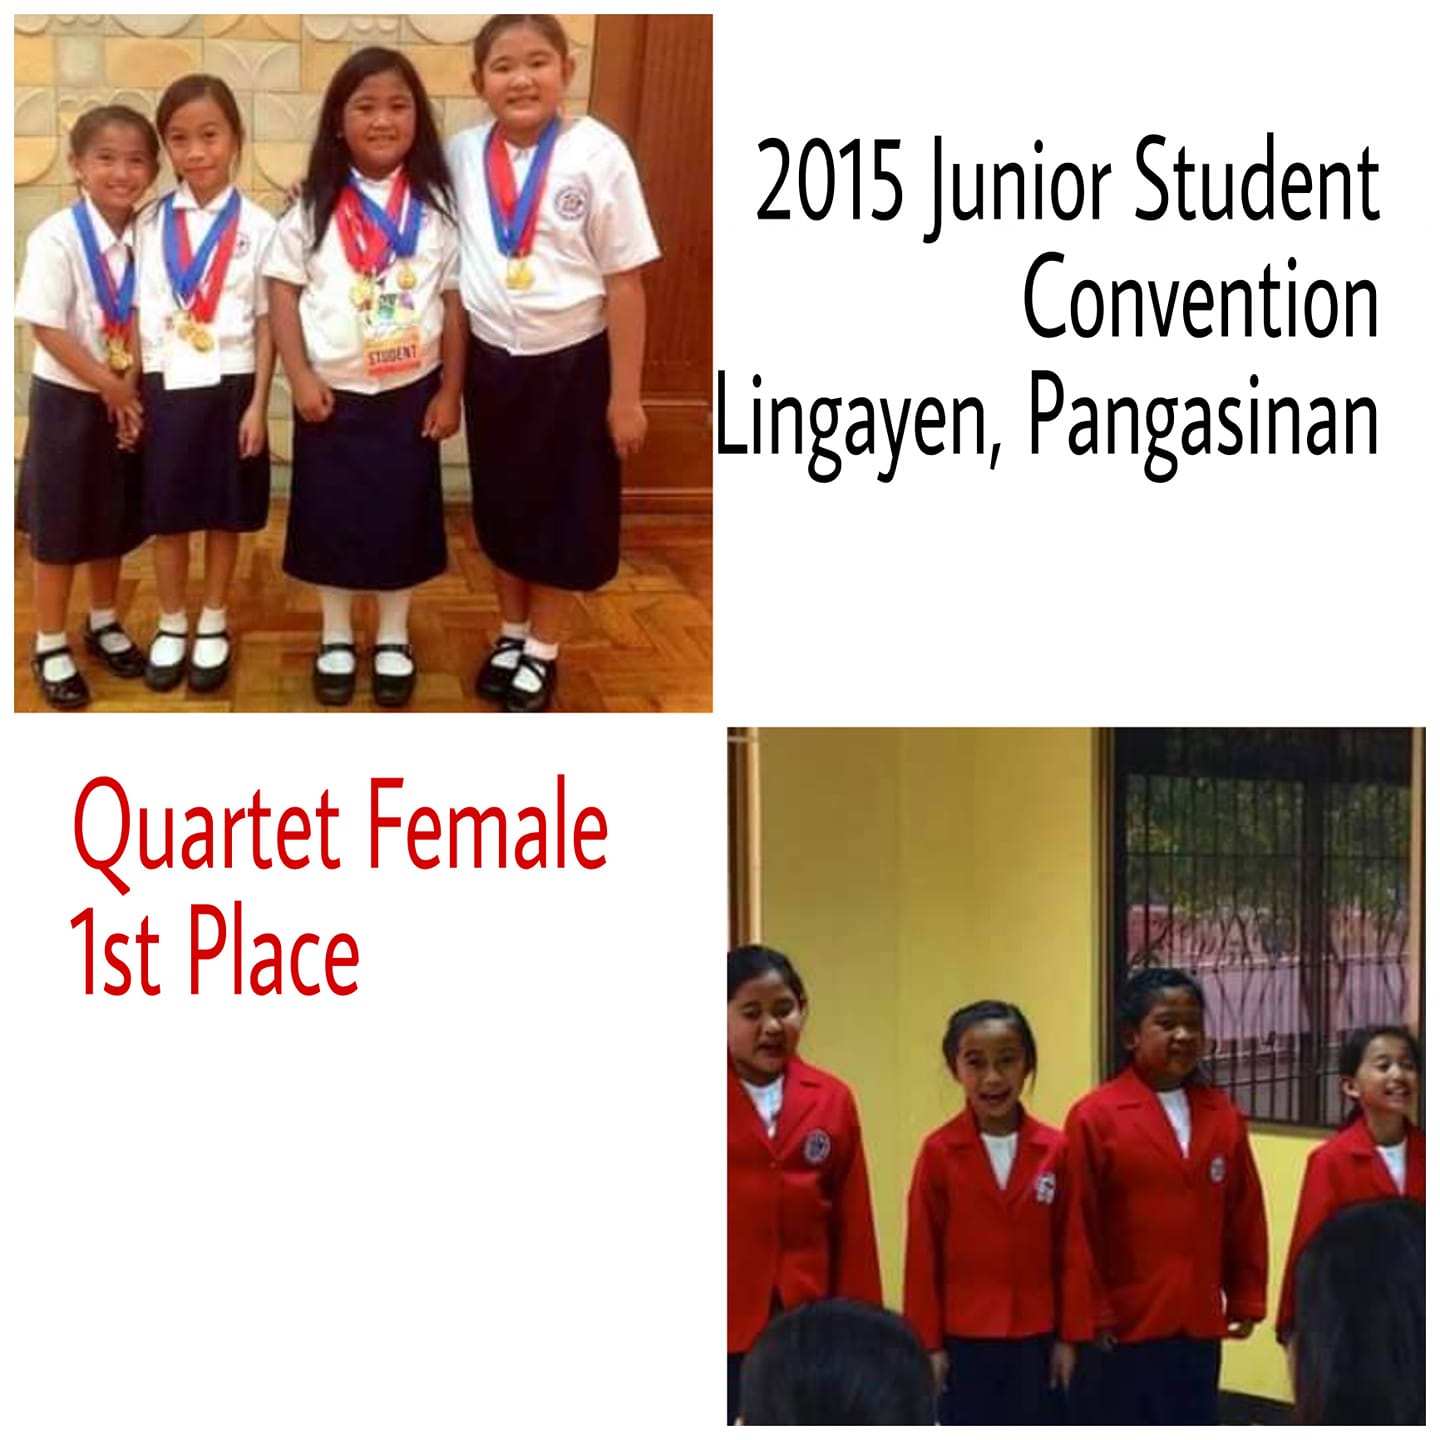 2015 Junior Student
Convention
Lingayen, Pangasinan
STUDENT
Quartet Female
1st Place